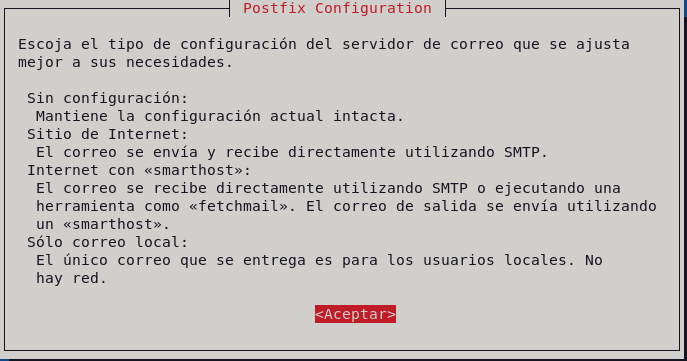 Postfix Configuration
Escoja el tipo de configuración del servidor de correo que se ajusta
mejor a sus necesidades.
Sin configuración:
Mantiene la configuración actual intacta.
Sitio de Internet:
El correo se envía y recibe directamente utilizando SMTP.
Internet con «smarthost»:
El correo se recibe directamente utilizando SMTP o ejecutando una
herramienta como «fetchmail». El correo de salida se envía utilizando
un «smarthost».
Sólo correo local:
El único correo que se entrega es para los usuarios locales. No
hay red.
<Aceptar>